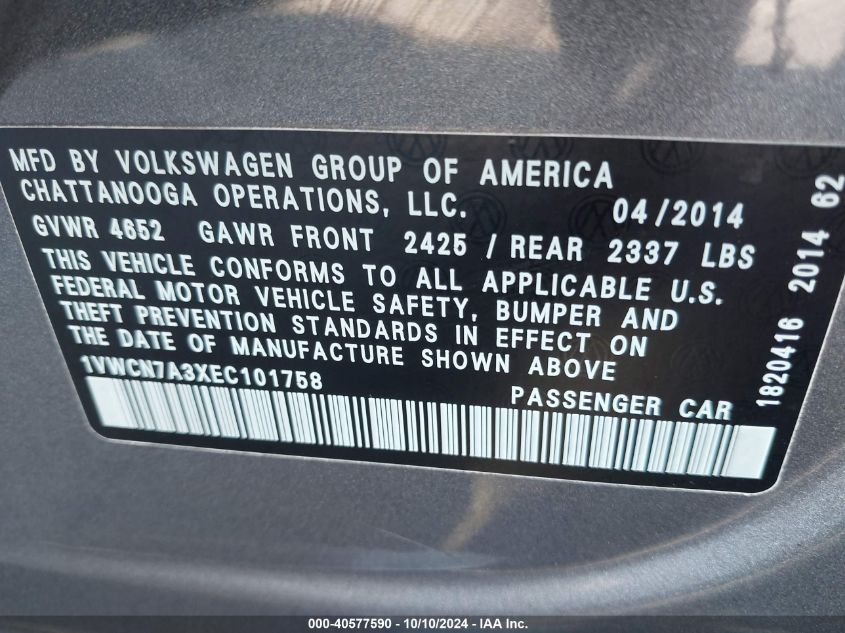 MFD BY VOLKSWAGEN GROUP OF AMERICA
CHATTANOOGA OPERATIONS, LLC. 04/2014
GVWR 4652 GAWR FRONT 2425 / REAR 2337 LBS
THIS VEHICLE CONFORMS TO ALL APPLICABLE U.S.
FEDERAL MOTOR VEHICLE SAFETY, BUMPER AND
THEFT PREVENTION STANDARDS IN EFFECT ON
THE DATE OF MANUFACTURE SHOWN ABOVE
1VWCN7A3XEC101758 PASSENGER CAR
1820416 2014 62
000-40577590 - 10/10/2024 - IAA Inc.